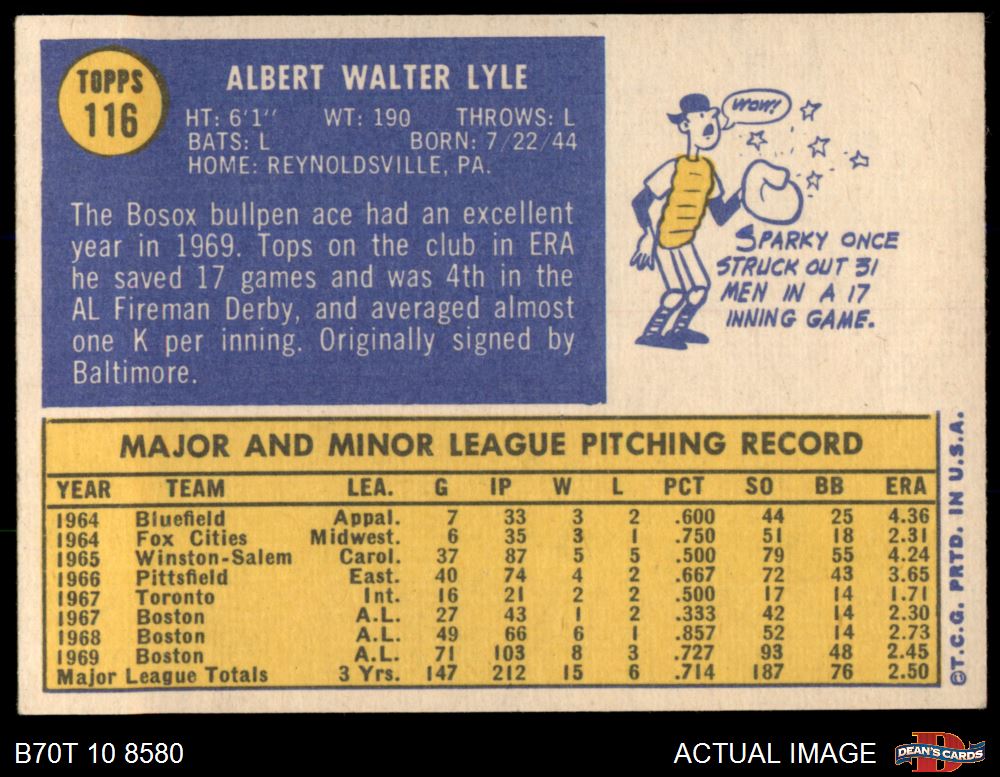 TOPPS
116
ALBERT WALTER LYLE
HT: 6'1'' WT: 190 THROWS: L
BATS: L BORN: 7/22/44
HOME: REYNOLDSVILLE, PA.
The Bosox bullpen ace had an excellent
year in 1969. Tops on the club in ERA
he saved 17 games and was 4th in the
AL Fireman Derby, and averaged almost
one K per inning. Originally signed by
Baltimore.
WOW!
SPARKY ONCE
STRUCK OUT 31
MEN IN A 17
INNING GAME.
MAJOR AND MINOR LEAGUE PITCHING RECORD
YEAR TEAM LEA. G IP W L PCT SO BB ERA
1964 Bluefield Appal. 7 33 3 2 .600 44 25 4.36
1964 Fox Cities Midwest. 6 35 3 1 .750 51 18 2.31
1965 Winston-Salem Carol. 37 87 5 5 .500 79 55 4.24
1966 Pittsfield East. 40 74 4 2 .667 72 43 3.65
1967 Toronto Int. 16 21 2 2 .500 17 14 1.71
1967 Boston A.L. 27 43 1 2 .333 42 14 2.30
1968 Boston A.L. 49 66 6 1 .857 52 14 2.73
1969 Boston A.L. 71 103 8 3 .727 93 48 2.45
Major League Totals 3 Yrs. 147 212 15 6 .714 187 76 2.50
©T.C.G. PRTD. IN U.S.A.
B70T 10 8580
ACTUAL IMAGE
DEAN'S CARDS